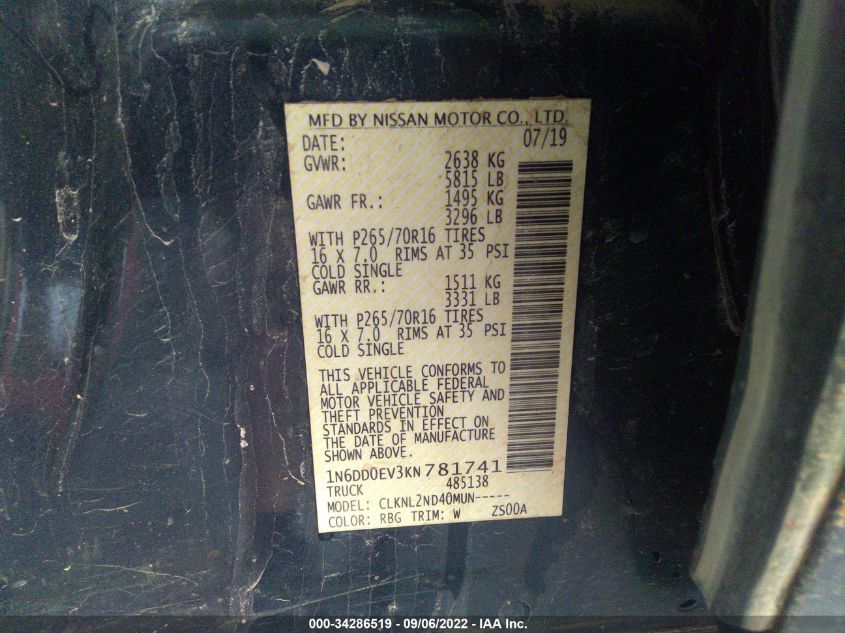 MFD BY NISSAN MOTOR CO., LTD.
DATE: 07/19
GVWR: 2638 KG
5815 LB
GAWR FR.: 1495 KG
3296 LB
WITH P265/70R16 TIRES
16 X 7.0 RIMS AT 35 PSI
COLD SINGLE
GAWR RR.: 1511 KG
3331 LB
WITH P265/70R16 TIRES
16 X 7.0 RIMS AT 35 PSI
COLD SINGLE
THIS VEHICLE CONFORMS TO
ALL APPLICABLE FEDERAL
MOTOR VEHICLE SAFETY AND
THEFT PREVENTION
STANDARDS IN EFFECT ON
THE DATE OF MANUFACTURE
SHOWN ABOVE.
1N6DD0EV3KN781741
TRUCK 485138
MODEL: CLKNL2ND40MUN-----
COLOR: RBG TRIM: W ZS00A
000-34286519 - 09/06/2022 - IAA Inc.